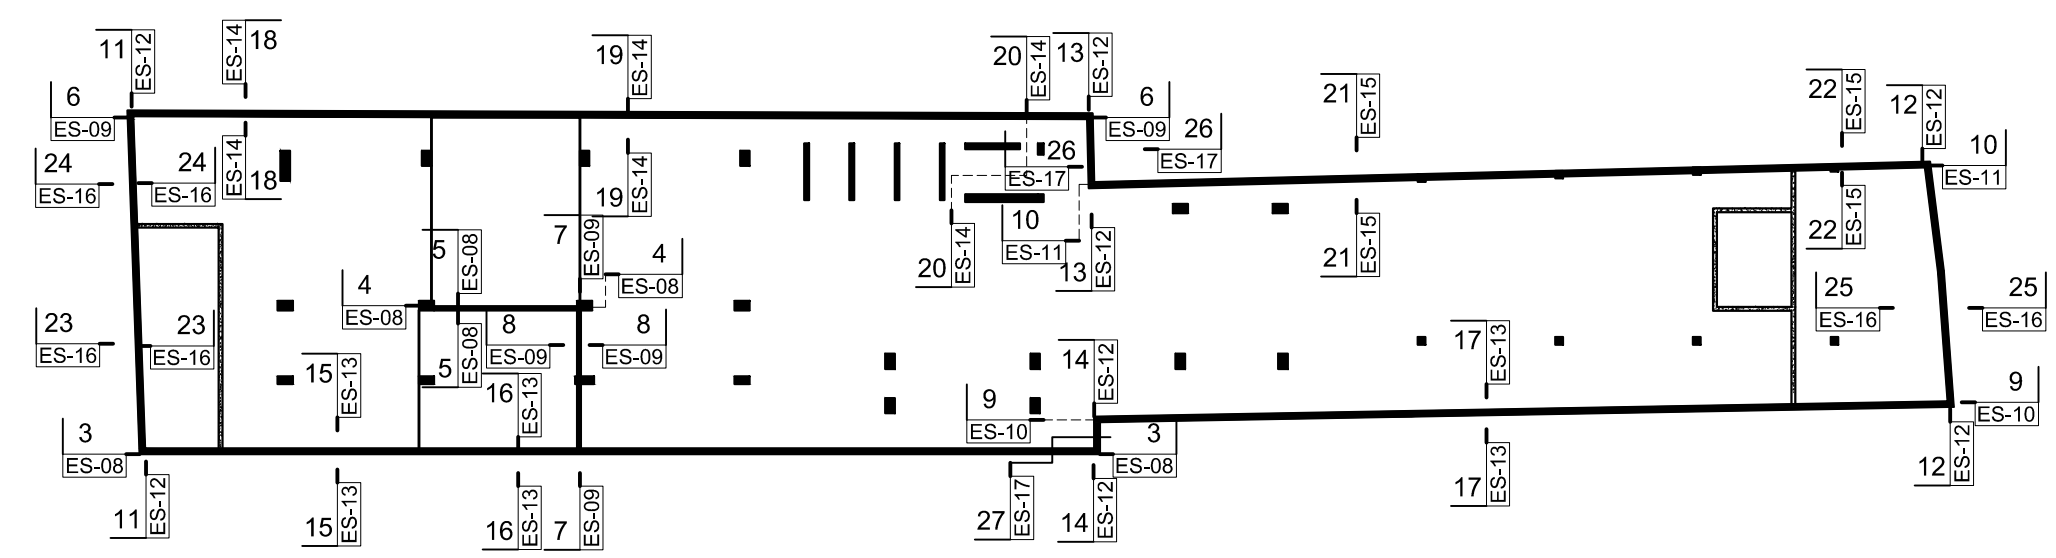 11
ES-12
ES-14
18
19
ES-14
20
ES-14
13
ES-12
6
ES-09
6
ES-09
21
ES-15
22
ES-15
12
ES-12
24
ES-16
24
ES-16
ES-14
18
19
ES-14
26
ES-17
26
ES-17
10
ES-11
22
ES-15
5
ES-08
7
ES-09
4
ES-08
10
ES-11
20
ES-14
13
ES-12
21
ES-15
4
ES-08
23
ES-16
23
ES-16
8
ES-09
8
ES-09
25
ES-16
25
ES-16
15
ES-13
5
ES-08
16
ES-13
14
ES-12
17
ES-13
9
ES-10
9
ES-10
3
ES-08
3
ES-08
11
ES-12
15
ES-13
16
ES-13
7
ES-09
27
ES-17
14
ES-12
17
ES-13
12
ES-12